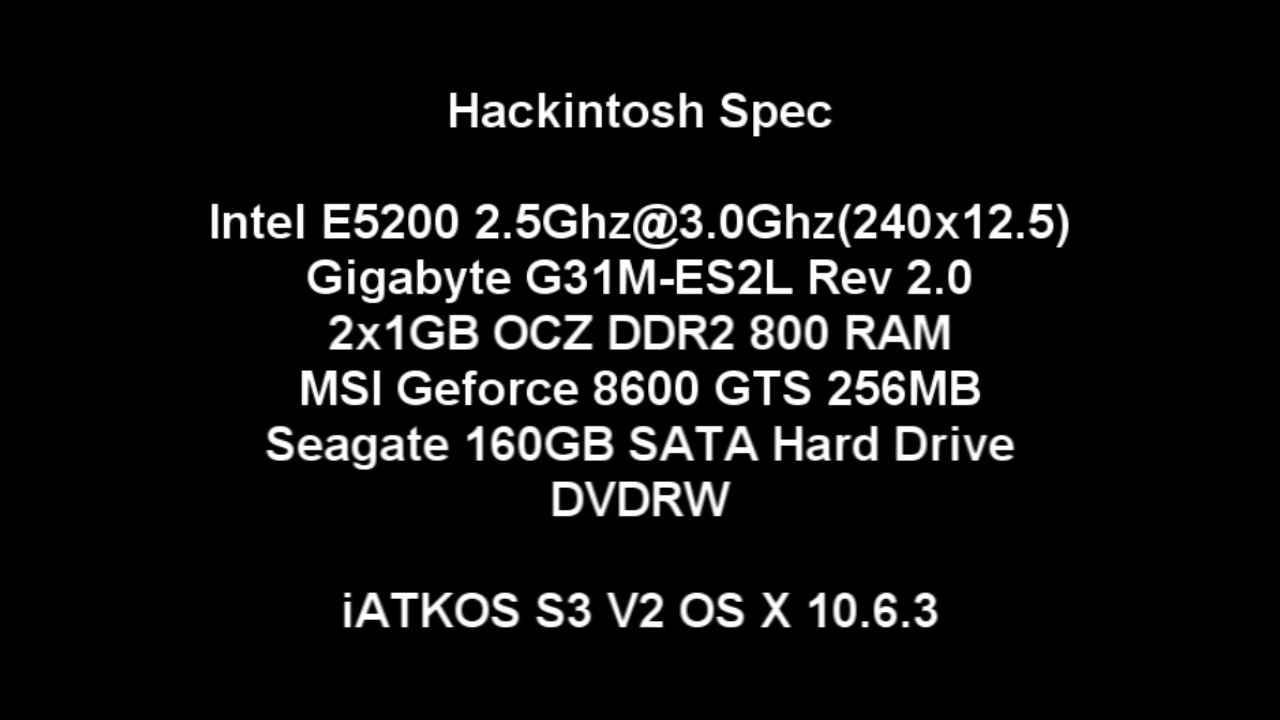 Hackintosh Spec
Intel E5200 2.5Ghz@3.0Ghz(240x12.5)
Gigabyte G31M-ES2L Rev 2.0
2x1GB OCZ DDR2 800 RAM
MSI Geforce 8600 GTS 256MB
Seagate 160GB SATA Hard Drive
DVDRW
iATKOS S3 V2 OS X 10.6.3